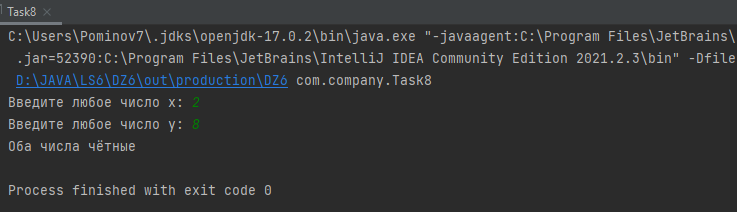 Task8
C:\Users\Pominov7\.jdks\openjdk-17.0.2\bin\java.exe "-javaagent:C:\Program Files\JetBrains\
.jar=52390:C:\Program Files\JetBrains\IntelliJ IDEA Community Edition 2021.2.3\bin" -Dfile
D:\JAVA\LS6\DZ6\out\production\DZ6 com.company.Task8
Введите любое число x: 2
Введите любое число y: 8
Оба числа чётные
Process finished with exit code 0